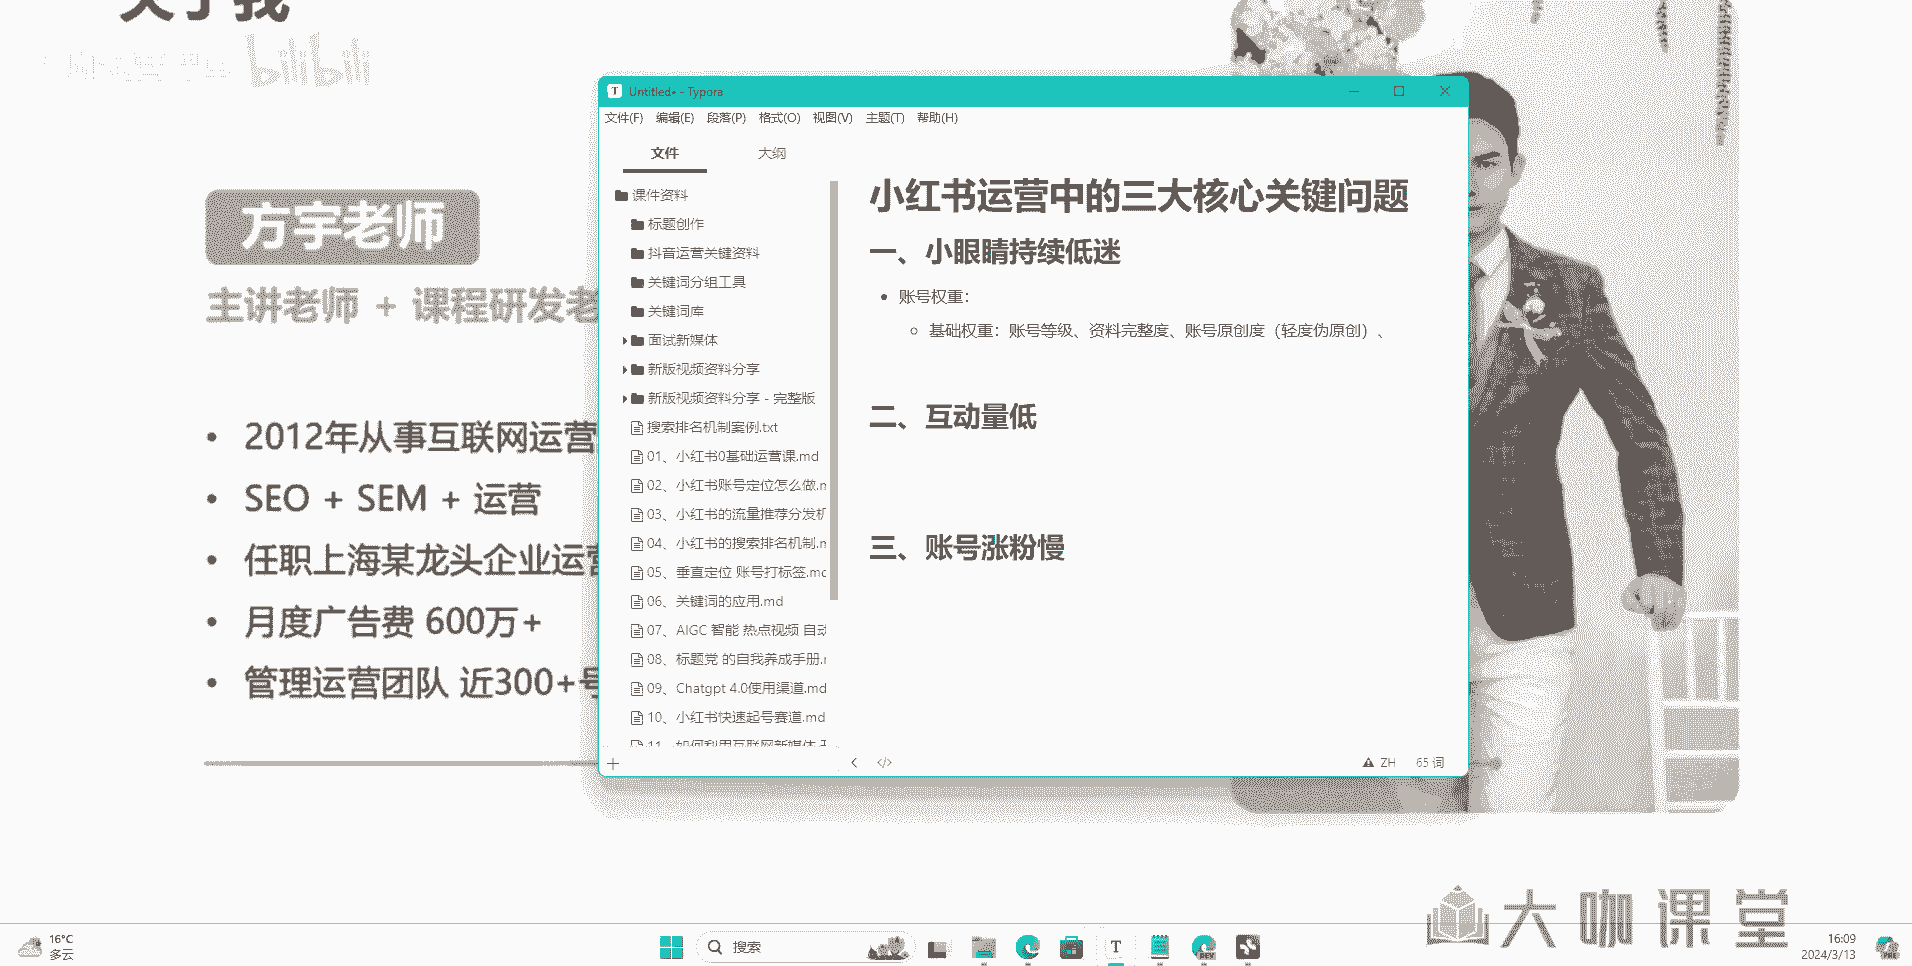 关于我
bilibili
方宇老师
主讲老师 + 课程研发老
2012年从事互联网运营
SEO + SEM + 运营
任职上海某龙头企业运营
月度广告费 600万+
管理运营团队 近300+号
Untitled• - Typora
文件(F) 编辑(E) 段落(P) 格式(O) 视图(V) 主题(T) 帮助(H)
文件 大纲
课件资料
标题创作
抖音运营关键资料
关键词分组工具
关键词库
面试新媒体
新版视频资料分享
新版视频资料分享 - 完整版
搜索排名机制案例.txt
01、小红书0基础运营课.md
02、小红书账号定位怎么做.m
03、小红书的流量推荐分发机
04、小红书的搜索排名机制.m
05、垂直定位 账号打标签.md
06、关键词的应用.md
07、AIGC 智能 热点视频 自动
08、标题党 的自我养成手册.m
09、Chatgpt 4.0使用渠道.md
10、小红书快速起号赛道.md
11、如何利用互联网新媒体
小红书运营中的三大核心关键问题
一、小眼睛持续低迷
账号权重：
基础权重：账号等级、资料完整度、账号原创度（轻度伪原创）、
二、互动量低
三、账号涨粉慢
ZH 65 词
大咖课堂
16°C
多云
搜索
T
DEV
16:09
2024/3/13
PRE